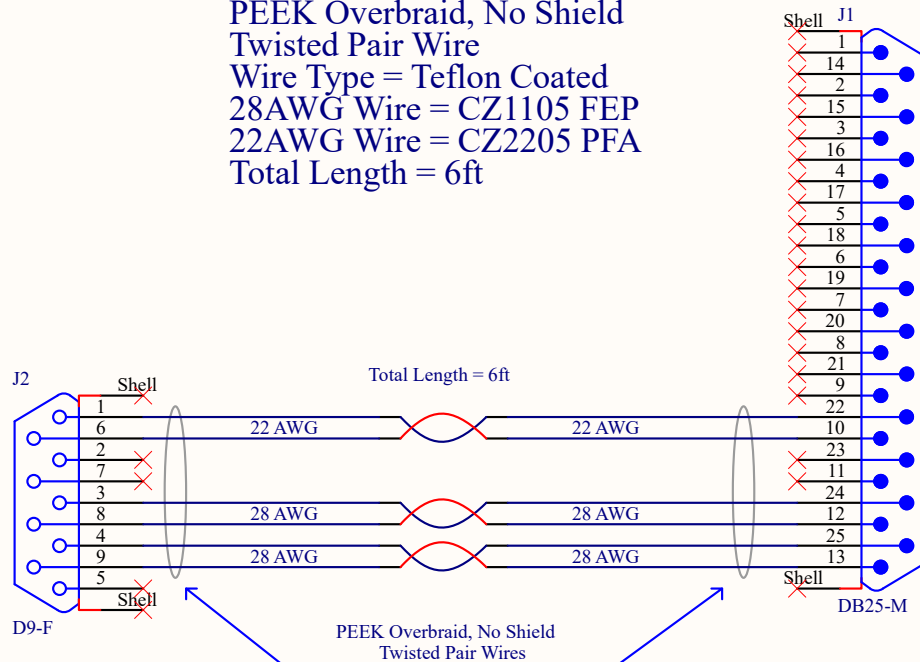 PEEK Overbraid, No Shield
Twisted Pair Wire
Wire Type = Teflon Coated
28AWG Wire = CZ1105 FEP
22AWG Wire = CZ2205 PFA
Total Length = 6ft
J1
Shell
1
14
2
15
3
16
4
17
5
18
6
19
7
20
8
21
9
22
10
23
11
24
12
25
13
Shell
DB25-M
Total Length = 6ft
J2
Shell
1
6
2
7
3
8
4
9
5
Shell
D9-F
22 AWG
22 AWG
28 AWG
28 AWG
28 AWG
28 AWG
PEEK Overbraid, No Shield
Twisted Pair Wires